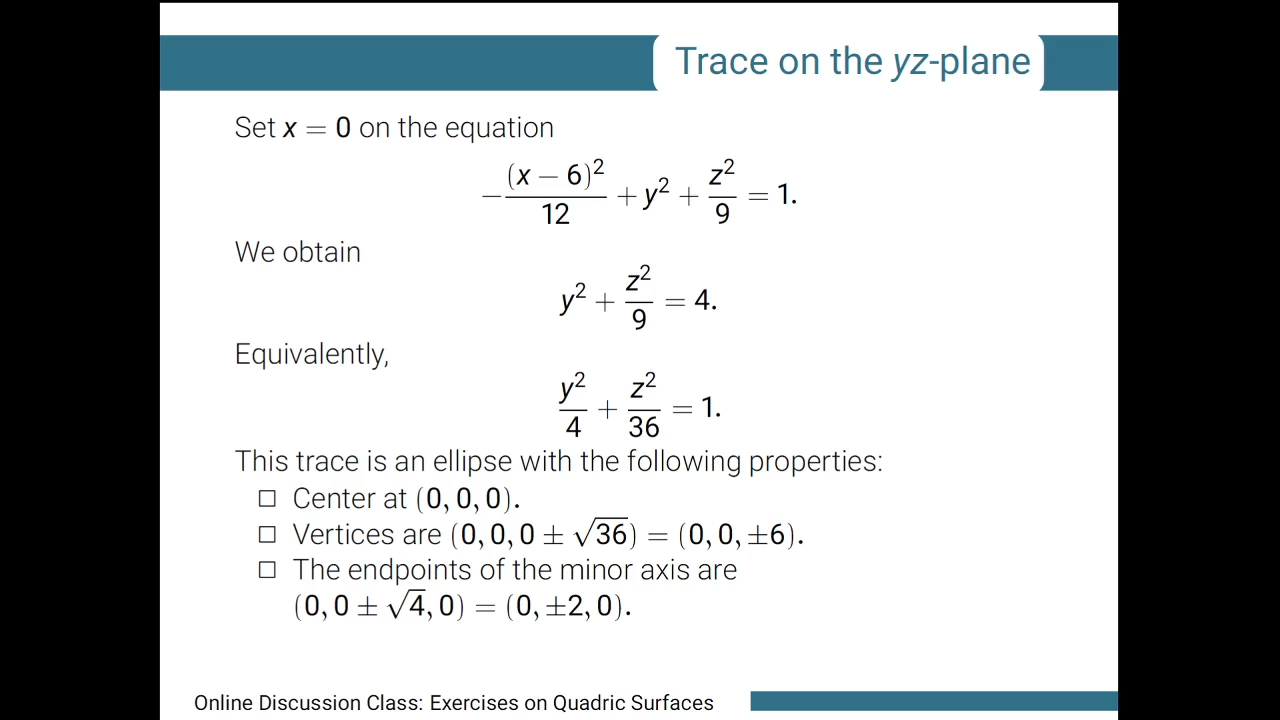 Trace on the yz-plane
Set x = 0 on the equation
−(x − 6)²/12 + y² + z²/9 = 1.
We obtain
y² + z²/9 = 4.
Equivalently,
y²/4 + z²/36 = 1.
This trace is an ellipse with the following properties:
□ Center at (0, 0, 0).
□ Vertices are (0, 0, 0 ± √36) = (0, 0, ±6).
□ The endpoints of the minor axis are
(0, 0 ± √4, 0) = (0, ±2, 0).
Online Discussion Class: Exercises on Quadric Surfaces